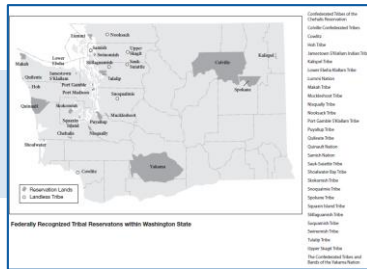 Nooksack
Lummi
Samish
Swinomish
Upper Skagit
Sauk-Suiattle
Stillaguamish
Makah
Lower Elwha
Jamestown S'Klallam
Quileute
Hoh
Port Gamble
Port Madison
Tulalip
Snoqualmie
Quinault
Skokomish
Squaxin Island
Muckleshoot
Puyallup
Nisqually
Chehalis
Shoalwater
Cowlitz
Yakama
Colville
Spokane
Kalispel
Reservation Lands
Landless Tribe
Federally Recognized Tribal Reservations within Washington State
Confederated Tribes of the
Chehalis Reservation
Colville Confederated Tribes
Cowlitz
Hoh Tribe
Jamestown S'Klallam Indian Tribe
Kalispel Tribe
Lower Elwha Klallam Tribe
Lummi Nation
Makah Tribe
Muckleshoot Tribe
Nisqually Tribe
Nooksack Tribe
Port Gamble S'Klallam Tribe
Puyallup Tribe
Quileute Tribe
Quinault Nation
Samish Nation
Sauk-Suiattle Tribe
Shoalwater Bay Tribe
Skokomish Tribe
Snoqualmie Tribe
Spokane Tribe
Squaxin Island Tribe
Stillaguamish Tribe
Suquamish Tribe
Swinomish Tribe
Tulalip Tribe
Upper Skagit Tribe
The Confederated Tribes and
Bands of the Yakama Nation